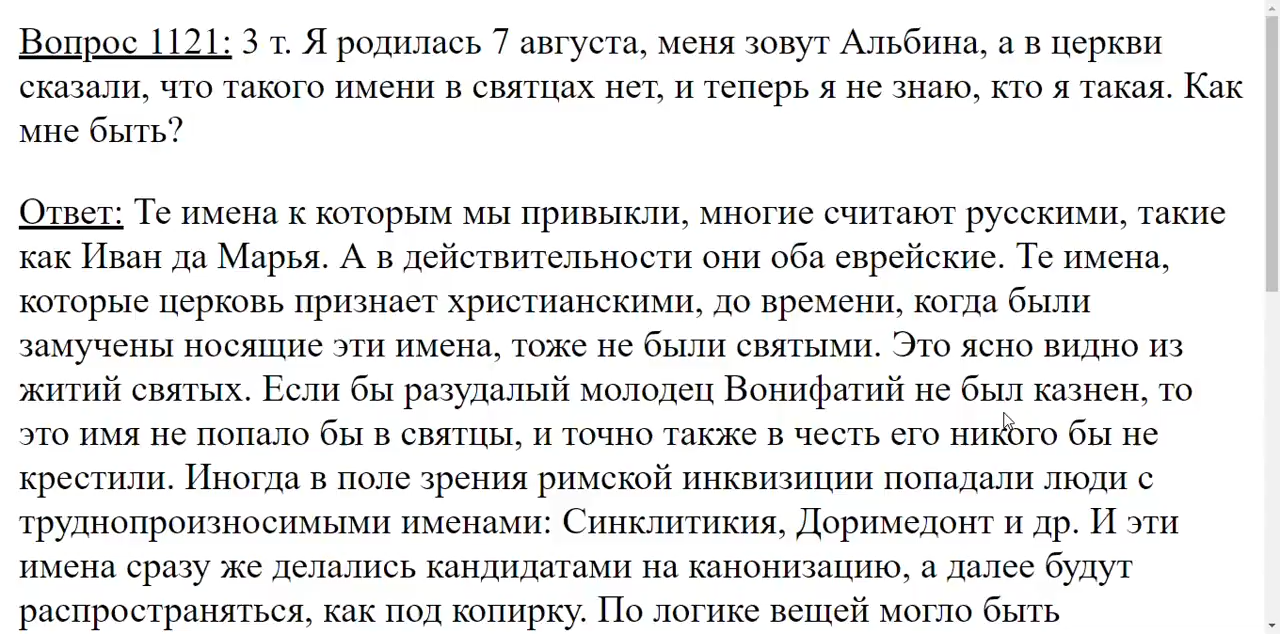 Вопрос 1121: 3 т. Я родилась 7 августа, меня зовут Альбина, а в церкви
сказали, что такого имени в святцах нет, и теперь я не знаю, кто я такая. Как
мне быть?
Ответ: Те имена к которым мы привыкли, многие считают русскими, такие
как Иван да Марья. А в действительности они оба еврейские. Те имена,
которые церковь признает христианскими, до времени, когда были
замучены носящие эти имена, тоже не были святыми. Это ясно видно из
житий святых. Если бы разудалый молодец Вонифатий не был казнен, то
это имя не попало бы в святцы, и точно также в честь его никого бы не
крестили. Иногда в поле зрения римской инквизиции попадали люди с
труднопроизносимыми именами: Синклитикия, Доримедонт и др. И эти
имена сразу же делались кандидатами на канонизацию, а далее будут
распространяться, как под копирку. По логике вещей могло быть